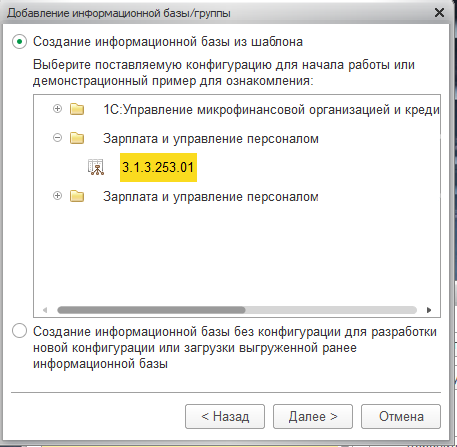 Добавление информационной базы/группы
Создание информационной базы из шаблона
Выберите поставляемую конфигурацию для начала работы или
демонстрационный пример для ознакомления:
1С:Управление микрофинансовой организацией и креди
Зарплата и управление персоналом
3.1.3.253.01
Зарплата и управление персоналом
Создание информационной базы без конфигурации для разработки
новой конфигурации или загрузки выгруженной ранее
информационной базы
< Назад
Далее >
Отмена